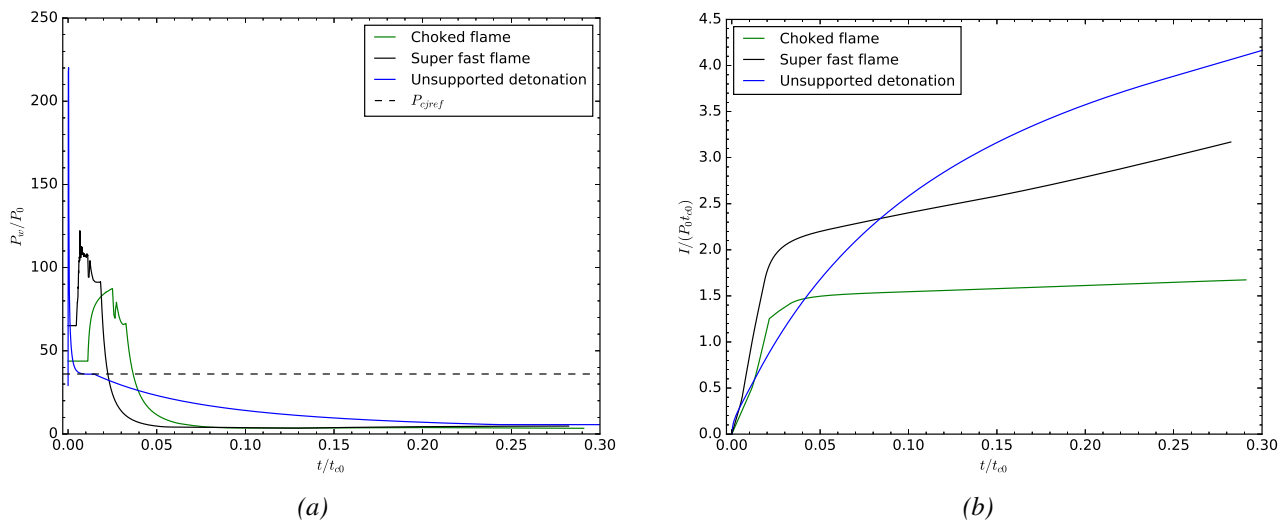 250
200
150
100
50
0
P_w/P_0
Choked flame
Super fast flame
Unsupported detonation
P_cjref
0.00 0.05 0.10 0.15 0.20 0.25 0.30
t/t_c0
(a)
4.5
4.0
3.5
3.0
2.5
2.0
1.5
1.0
0.5
0.0
I/(P_0t_c0)
Choked flame
Super fast flame
Unsupported detonation
0.00 0.05 0.10 0.15 0.20 0.25 0.30
t/t_c0
(b)